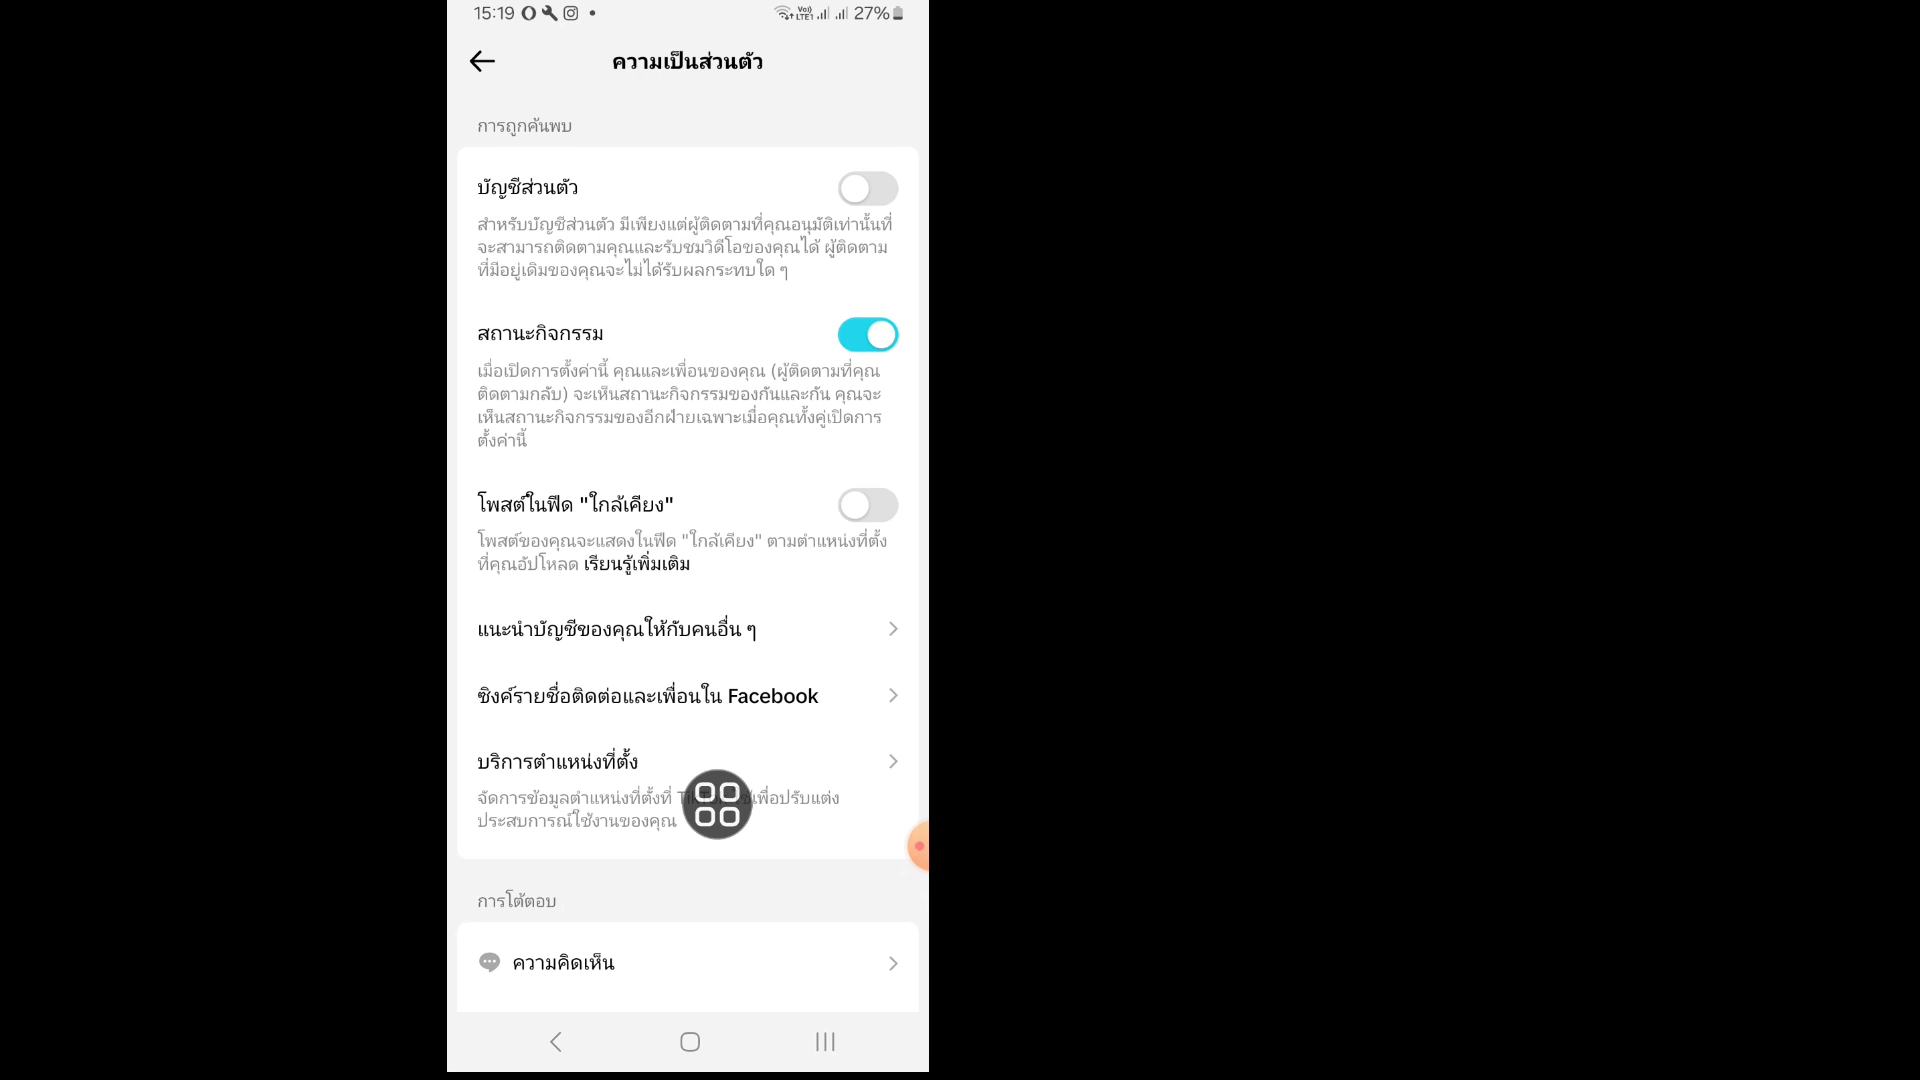 15:19 27%
ความเป็นส่วนตัว
การถูกค้นพบ
บัญชีส่วนตัว
สำหรับบัญชีส่วนตัว มีเพียงแต่ผู้ติดตามที่คุณอนุมัติเท่านั้นที่
จะสามารถติดตามคุณและรับชมวิดีโอของคุณได้ ผู้ติดตาม
ที่มีอยู่เดิมของคุณจะไม่ได้รับผลกระทบใด ๆ
สถานะกิจกรรม
เมื่อเปิดการตั้งค่านี้ คุณและเพื่อนของคุณ (ผู้ติดตามที่คุณ
ติดตามกลับ) จะเห็นสถานะกิจกรรมของกันและกัน คุณจะ
เห็นสถานะกิจกรรมของอีกฝ่ายเฉพาะเมื่อคุณทั้งคู่เปิดการ
ตั้งค่านี้
โพสต์ในฟีด "ใกล้เคียง"
โพสต์ของคุณจะแสดงในฟีด "ใกล้เคียง" ตามตำแหน่งที่ตั้ง
ที่คุณอัปโหลด เรียนรู้เพิ่มเติม
แนะนำบัญชีของคุณให้กับคนอื่น ๆ
ซิงค์รายชื่อติดต่อและเพื่อนใน Facebook
บริการตำแหน่งที่ตั้ง
จัดการข้อมูลตำแหน่งที่ตั้งที่ เพื่อปรับแต่ง
ประสบการณ์ใช้งานของคุณ
การโต้ตอบ
ความคิดเห็น